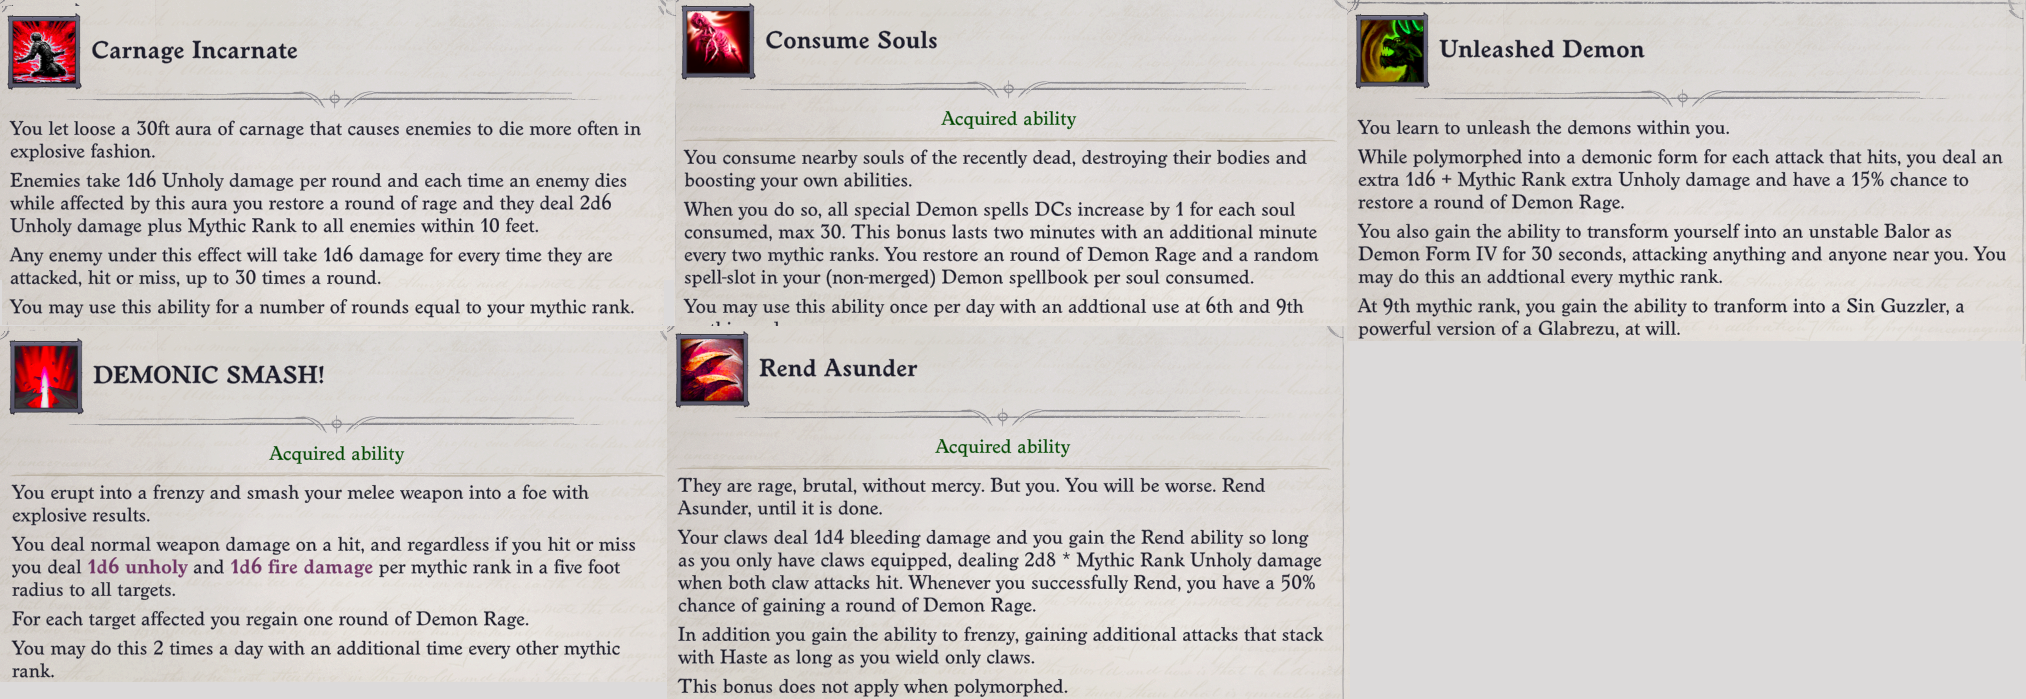 Carnage Incarnate
You let loose a 30ft aura of carnage that causes enemies to die more often in
explosive fashion.
Enemies take 1d6 Unholy damage per round and each time an enemy dies
while affected by this aura you restore a round of rage and they deal 2d6
Unholy damage plus Mythic Rank to all enemies within 10 feet.
Any enemy under this effect will take 1d6 damage for every time they are
attacked, hit or miss, up to 30 times a round.
You may use this ability for a number of rounds equal to your mythic rank.
Consume Souls
Acquired ability
You consume nearby souls of the recently dead, destroying their bodies and
boosting your own abilities.
When you do so, all special Demon spells DCs increase by 1 for each soul
consumed, max 30. This bonus lasts two minutes with an additional minute
every two mythic ranks. You restore an round of Demon Rage and a random
spell-slot in your (non-merged) Demon spellbook per soul consumed.
You may use this ability once per day with an addtional use at 6th and 9th
Unleashed Demon
You learn to unleash the demons within you.
While polymorphed into a demonic form for each attack that hits, you deal an
extra 1d6 + Mythic Rank extra Unholy damage and have a 15% chance to
restore a round of Demon Rage.
You also gain the ability to transform yourself into an unstable Balor as
Demon Form IV for 30 seconds, attacking anything and anyone near you. You
may do this an addtional every mythic rank.
At 9th mythic rank, you gain the ability to tranform into a Sin Guzzler, a
powerful version of a Glabrezu, at will.
DEMONIC SMASH!
Acquired ability
You erupt into a frenzy and smash your melee weapon into a foe with
explosive results.
You deal normal weapon damage on a hit, and regardless if you hit or miss
you deal 1d6 unholy and 1d6 fire damage per mythic rank in a five foot
radius to all targets.
For each target affected you regain one round of Demon Rage.
You may do this 2 times a day with an additional time every other mythic
rank.
Rend Asunder
Acquired ability
They are rage, brutal, without mercy. But you. You will be worse. Rend
Asunder, until it is done.
Your claws deal 1d4 bleeding damage and you gain the Rend ability so long
as you only have claws equipped, dealing 2d8 * Mythic Rank Unholy damage
when both claw attacks hit. Whenever you successfully Rend, you have a 50%
chance of gaining a round of Demon Rage.
In addition you gain the ability to frenzy, gaining additional attacks that stack
with Haste as long as you wield only claws.
This bonus does not apply when polymorphed.